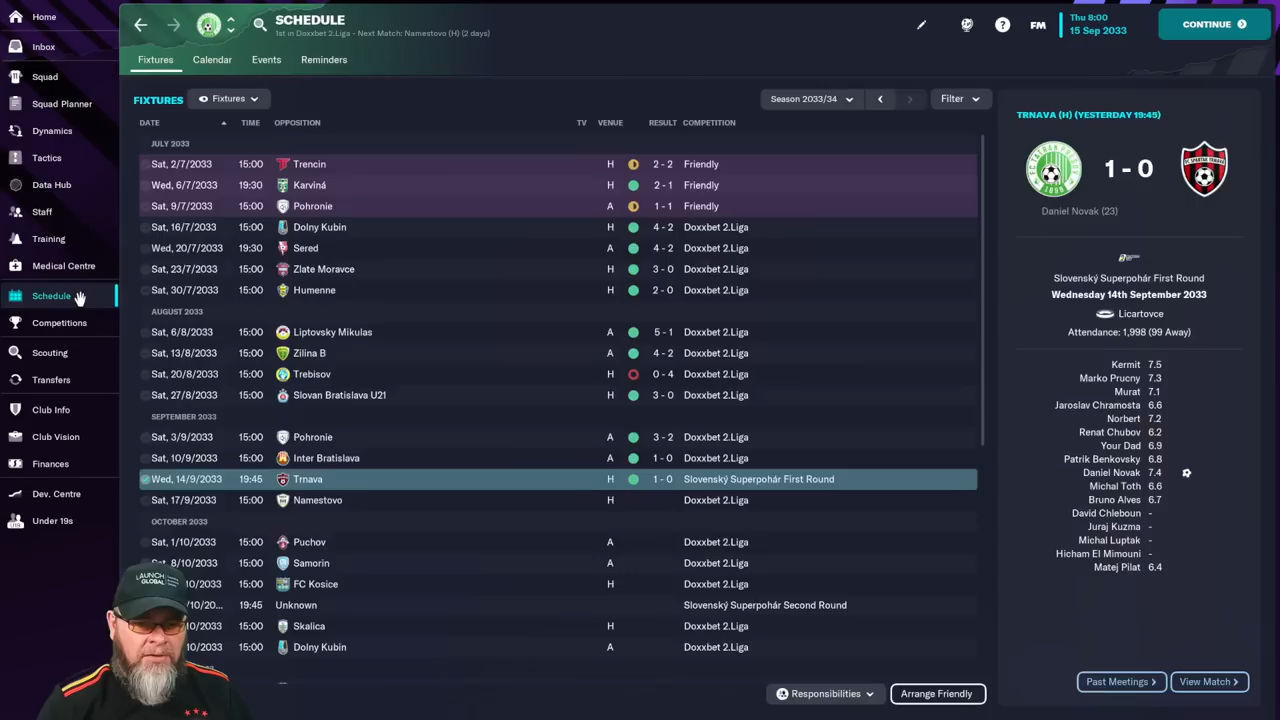 Home
Inbox
Squad
Squad Planner
Dynamics
Tactics
Data Hub
Staff
Training
Medical Centre
Schedule
Competitions
Scouting
Transfers
Club Info
Club Vision
Finances
Dev. Centre
Under 19s
SCHEDULE
1st in Doxxbet 2.Liga - Next Match: Namestovo (H) (2 days)
FM
Thu 8:00
15 Sep 2033
CONTINUE
Fixtures Calendar Events Reminders
FIXTURES Fixtures Season 2033/34 Filter
DATE TIME OPPOSITION TV VENUE RESULT COMPETITION
JULY 2033
Sat, 2/7/2033 15:00 Trencin H 2 - 2 Friendly
Wed, 6/7/2033 19:30 Karviná H 2 - 1 Friendly
Sat, 9/7/2033 15:00 Pohronie A 1 - 1 Friendly
Sat, 16/7/2033 15:00 Dolny Kubin H 4 - 2 Doxxbet 2.Liga
Wed, 20/7/2033 19:30 Sered A 4 - 2 Doxxbet 2.Liga
Sat, 23/7/2033 15:00 Zlate Moravce H 3 - 0 Doxxbet 2.Liga
Sat, 30/7/2033 15:00 Humenne H 2 - 0 Doxxbet 2.Liga
AUGUST 2033
Sat, 6/8/2033 15:00 Liptovsky Mikulas A 5 - 1 Doxxbet 2.Liga
Sat, 13/8/2033 15:00 Zilina B A 4 - 2 Doxxbet 2.Liga
Sat, 20/8/2033 15:00 Trebisov H 0 - 4 Doxxbet 2.Liga
Sat, 27/8/2033 15:00 Slovan Bratislava U21 H 3 - 0 Doxxbet 2.Liga
SEPTEMBER 2033
Sat, 3/9/2033 15:00 Pohronie A 3 - 2 Doxxbet 2.Liga
Sat, 10/9/2033 15:00 Inter Bratislava A 1 - 0 Doxxbet 2.Liga
Wed, 14/9/2033 19:45 Trnava H 1 - 0 Slovenský Superpohár First Round
Sat, 17/9/2033 15:00 Namestovo H Doxxbet 2.Liga
OCTOBER 2033
Sat, 1/10/2033 15:00 Puchov A Doxxbet 2.Liga
Sat, 8/10/2033 15:00 Samorin A Doxxbet 2.Liga
/10/2033 15:00 FC Kosice H Doxxbet 2.Liga
/10/20... 19:45 Unknown Slovenský Superpohár Second Round
/10/2033 15:00 Skalica H Doxxbet 2.Liga
/10/2033 15:00 Dolny Kubin A Doxxbet 2.Liga
Responsibilities Arrange Friendly
TRNAVA (H) (YESTERDAY 19:45)
1 - 0
Daniel Novak (23)
Slovenský Superpohár First Round
Wednesday 14th September 2033
Licartovce
Attendance: 1,998 (99 Away)
Kermit 7.5
Marko Prucny 7.3
Murat 7.1
Jaroslav Chramosta 6.6
Norbert 7.2
Renat Chubov 6.2
Your Dad 6.9
Patrik Benkovsky 6.8
Daniel Novak 7.4
Michal Toth 6.6
Bruno Alves 6.7
David Chleboun -
Juraj Kuzma -
Michal Luptak -
Hicham El Mimouni -
Matej Pilat 6.4
Past Meetings View Match
LAUNCH
GLOBAL